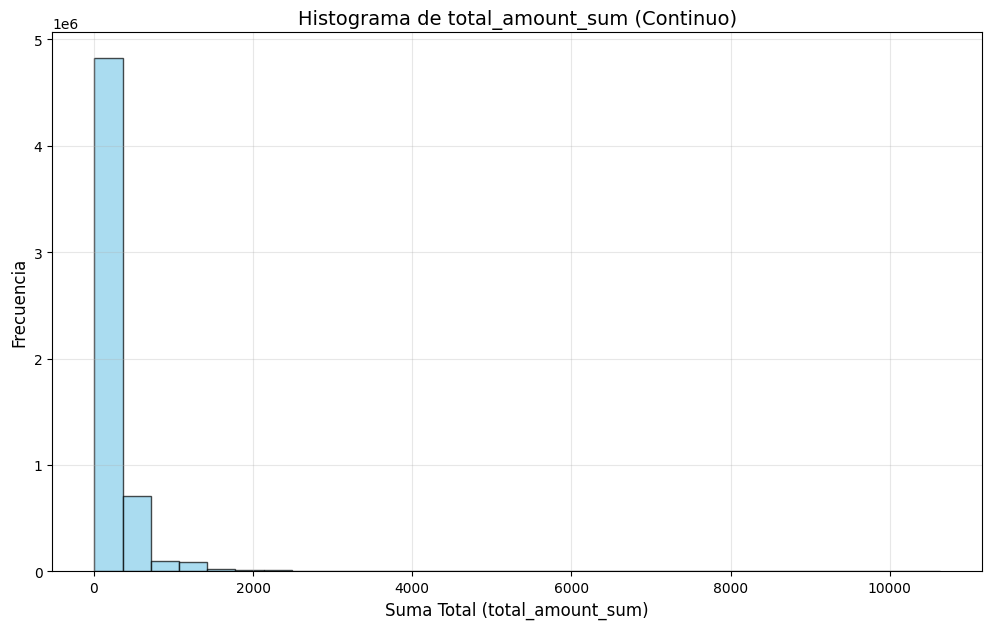 Histograma de total_amount_sum (Continuo)
1e6
5
4
3
2
1
0
Frecuencia
0 2000 4000 6000 8000 10000
Suma Total (total_amount_sum)